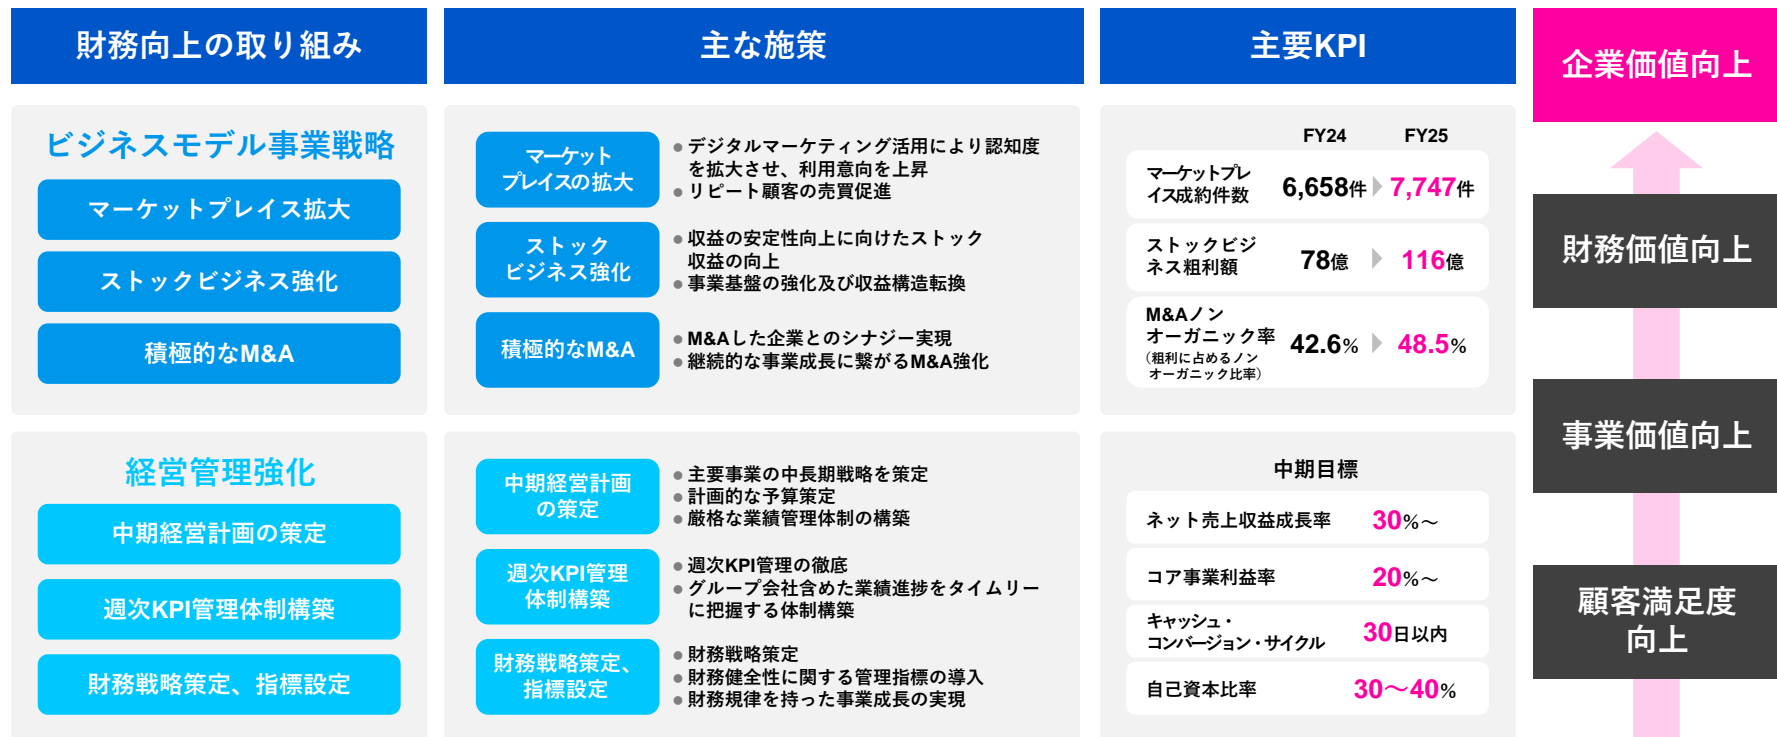 財務向上の取り組み
ビジネスモデル事業戦略
マーケットプレイス拡大
ストックビジネス強化
積極的なM&A
経営管理強化
中期経営計画の策定
週次KPI管理体制構築
財務戦略策定、指標設定
主な施策
マーケット
プレイスの拡大
●デジタルマーケティング活用により認知度
を拡大させ、利用意向を上昇
●リピート顧客の売買促進
ストック
ビジネス強化
●収益の安定性向上に向けたストック
収益の向上
●事業基盤の強化及び収益構造転換
積極的なM&A
●M&Aした企業とのシナジー実現
●継続的な事業成長に繋がるM&A強化
中期経営計画
の策定
●主要事業の中長期戦略を策定
●計画的な予算策定
●厳格な業績管理体制の構築
週次KPI管理
体制構築
●週次KPI管理の徹底
●グループ会社含めた業績進捗をタイムリー
に把握する体制構築
財務戦略策定、
指標設定
●財務戦略策定
●財務健全性に関する管理指標の導入
●財務規律を持った事業成長の実現
主要KPI
FY24 FY25
マーケットプレ
イス成約件数
6,658件 7,747件
ストックビジ
ネス粗利額
78億 116億
M&Aノン
オーガニック率
（粗利に占めるノン
オーガニック比率）
42.6% 48.5%
中期目標
ネット売上収益成長率 30%～
コア事業利益率 20%～
キャッシュ・
コンバージョン・サイクル
30日以内
自己資本比率 30～40%
企業価値向上
財務価値向上
事業価値向上
顧客満足度
向上